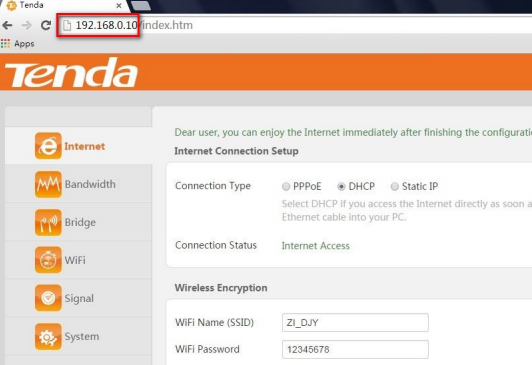 Tenda
192.168.0.10/index.htm
Apps
Tenda
Dear user, you can enjoy the Internet immediately after finishing the
Internet
Internet Connection Setup
Bandwidth
Connection Type PPPoE DHCP Static IP
Select DHCP if you access the Internet directly as soon
Bridge
Ethernet cable into your PC.
Connection Status Internet Access
WiFi
Wireless Encryption
Signal
WiFi Name (SSID) ZI_DJY
System
WiFi Password 12345678